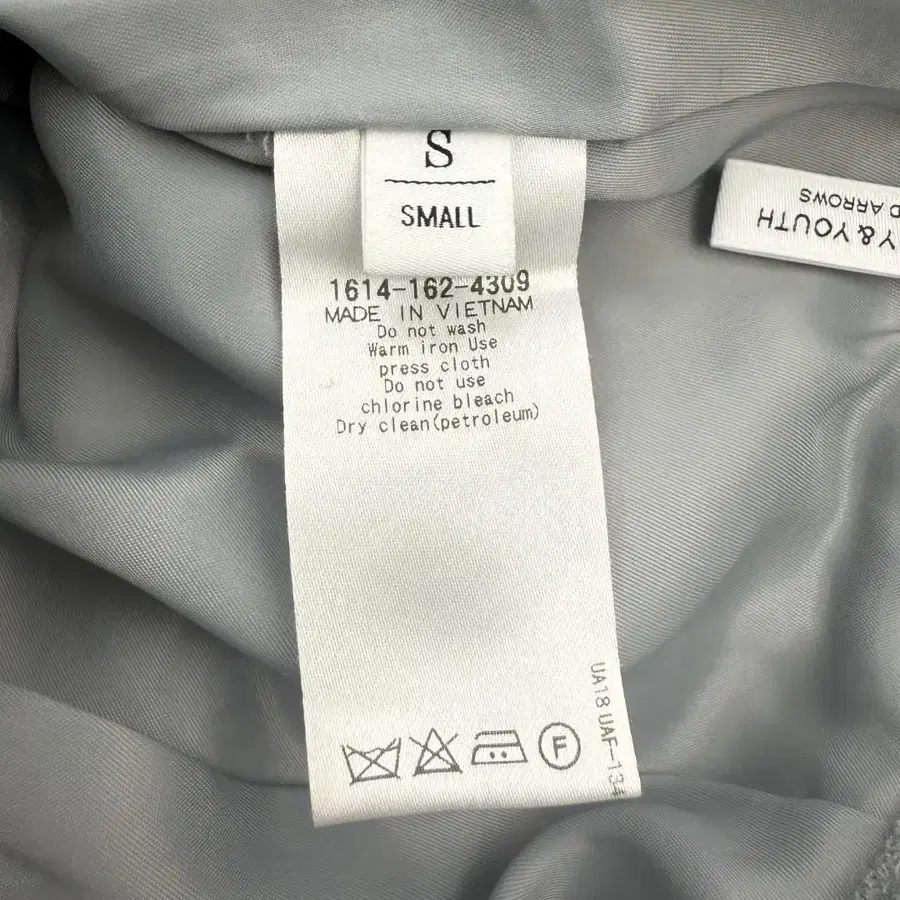 S
SMALL
1614-162-4309
MADE IN VIETNAM
Do not wash
Warm iron Use
press cloth
Do not use
chlorine bleach
Dry clean(petroleum)
F
UA18 UAF-134
Y&YOUTH
D ARROWS